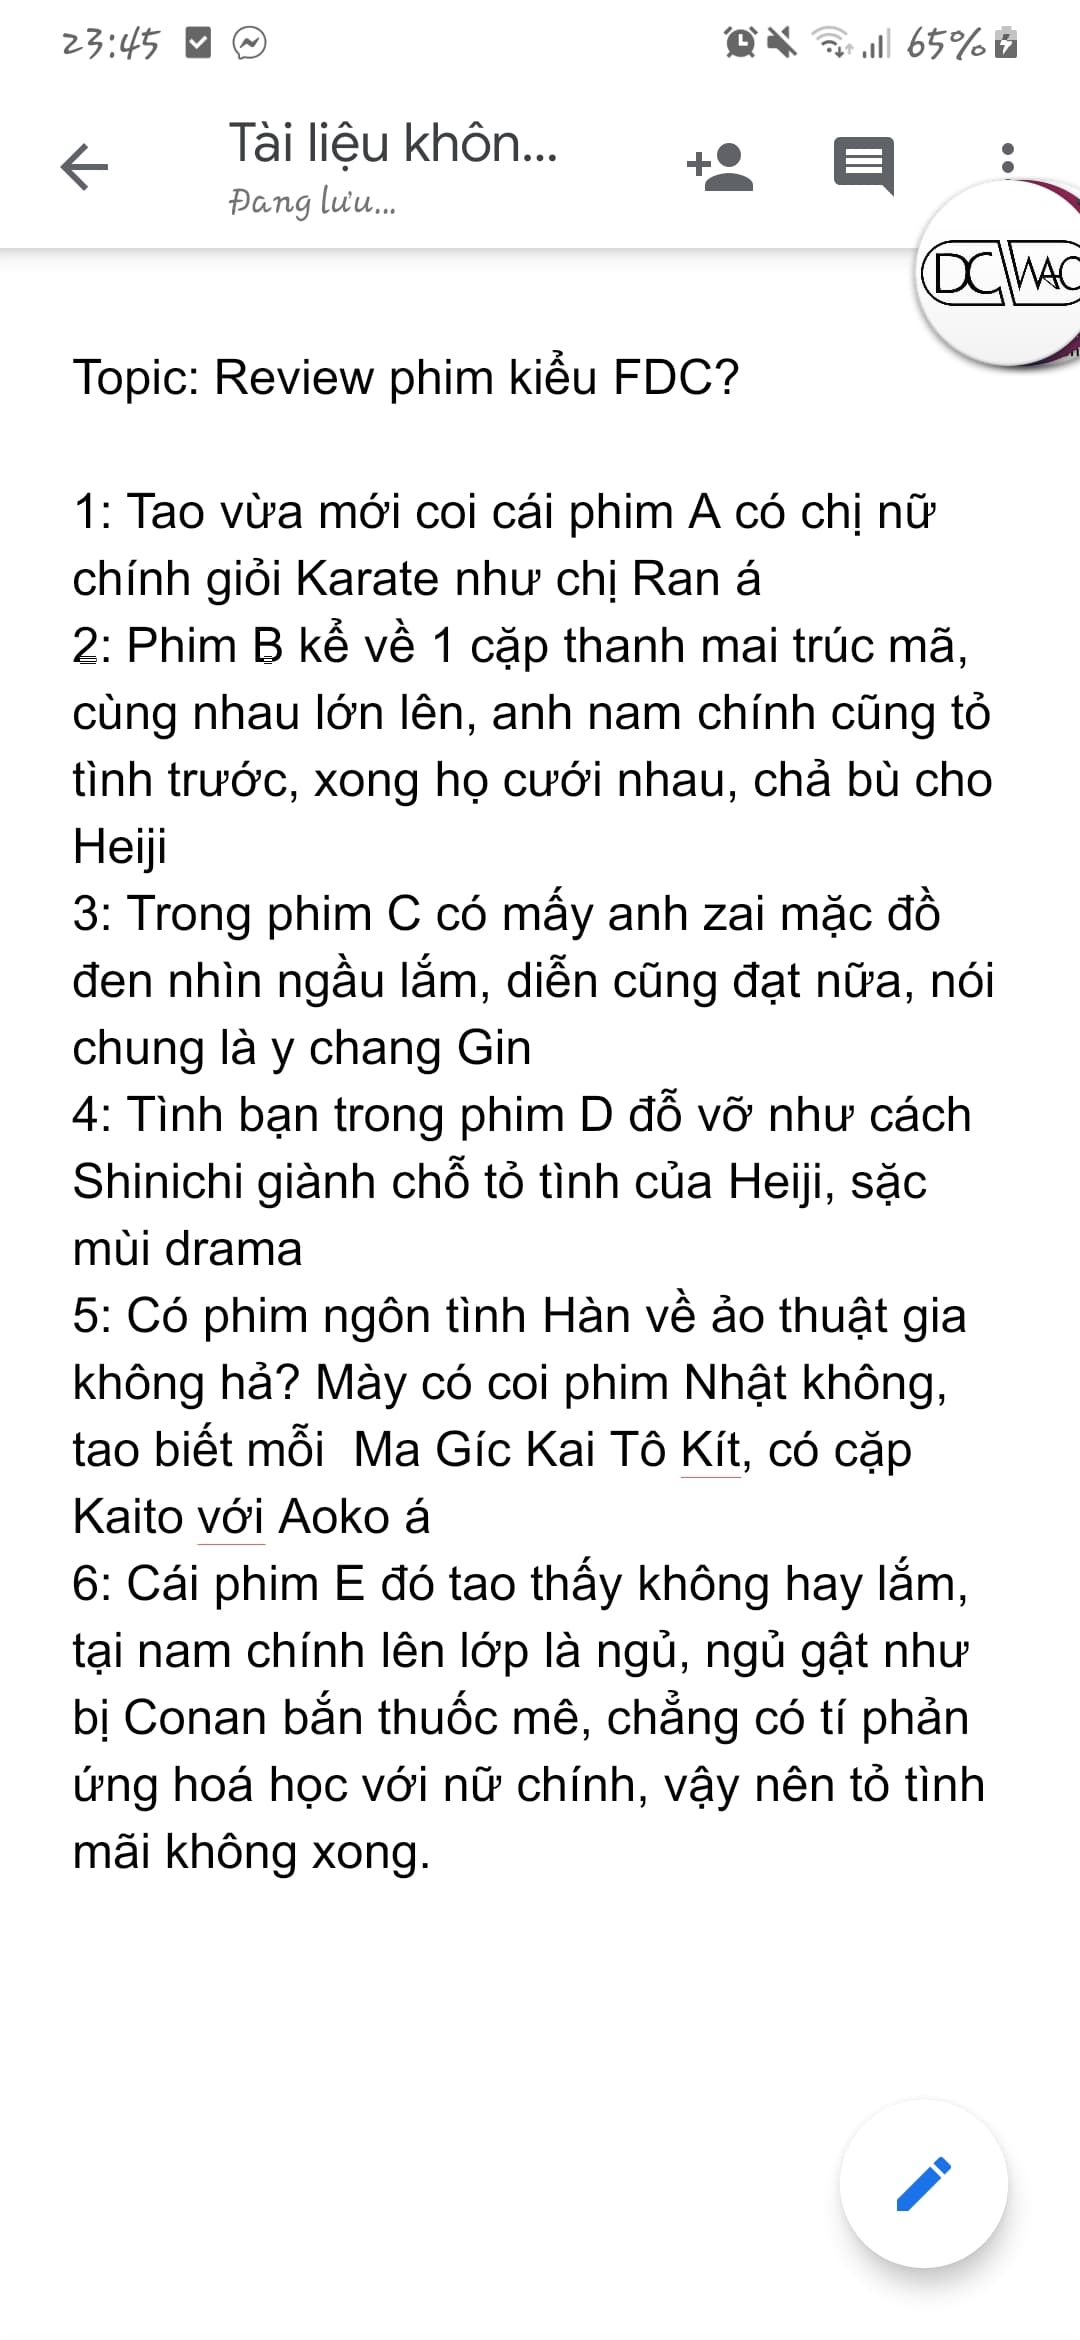 23:45
65%
Tài liệu khôn...
Đang lưu...
DC WAC
Topic: Review phim kiểu FDC?
1: Tao vừa mới coi cái phim A có chị nữ
chính giỏi Karate như chị Ran á
2: Phim B kể về 1 cặp thanh mai trúc mã,
cùng nhau lớn lên, anh nam chính cũng tỏ
tình trước, xong họ cưới nhau, chả bù cho
Heiji
3: Trong phim C có mấy anh zai mặc đồ
đen nhìn ngầu lắm, diễn cũng đạt nữa, nói
chung là y chang Gin
4: Tình bạn trong phim D đỗ vỡ như cách
Shinichi giành chỗ tỏ tình của Heiji, sặc
mùi drama
5: Có phim ngôn tình Hàn về ảo thuật gia
không hả? Mày có coi phim Nhật không,
tao biết mỗi  Ma Gíc Kai Tô Kít, có cặp
Kaito với Aoko á
6: Cái phim E đó tao thấy không hay lắm,
tại nam chính lên lớp là ngủ, ngủ gật như
bị Conan bắn thuốc mê, chẳng có tí phản
ứng hoá học với nữ chính, vậy nên tỏ tình
mãi không xong.